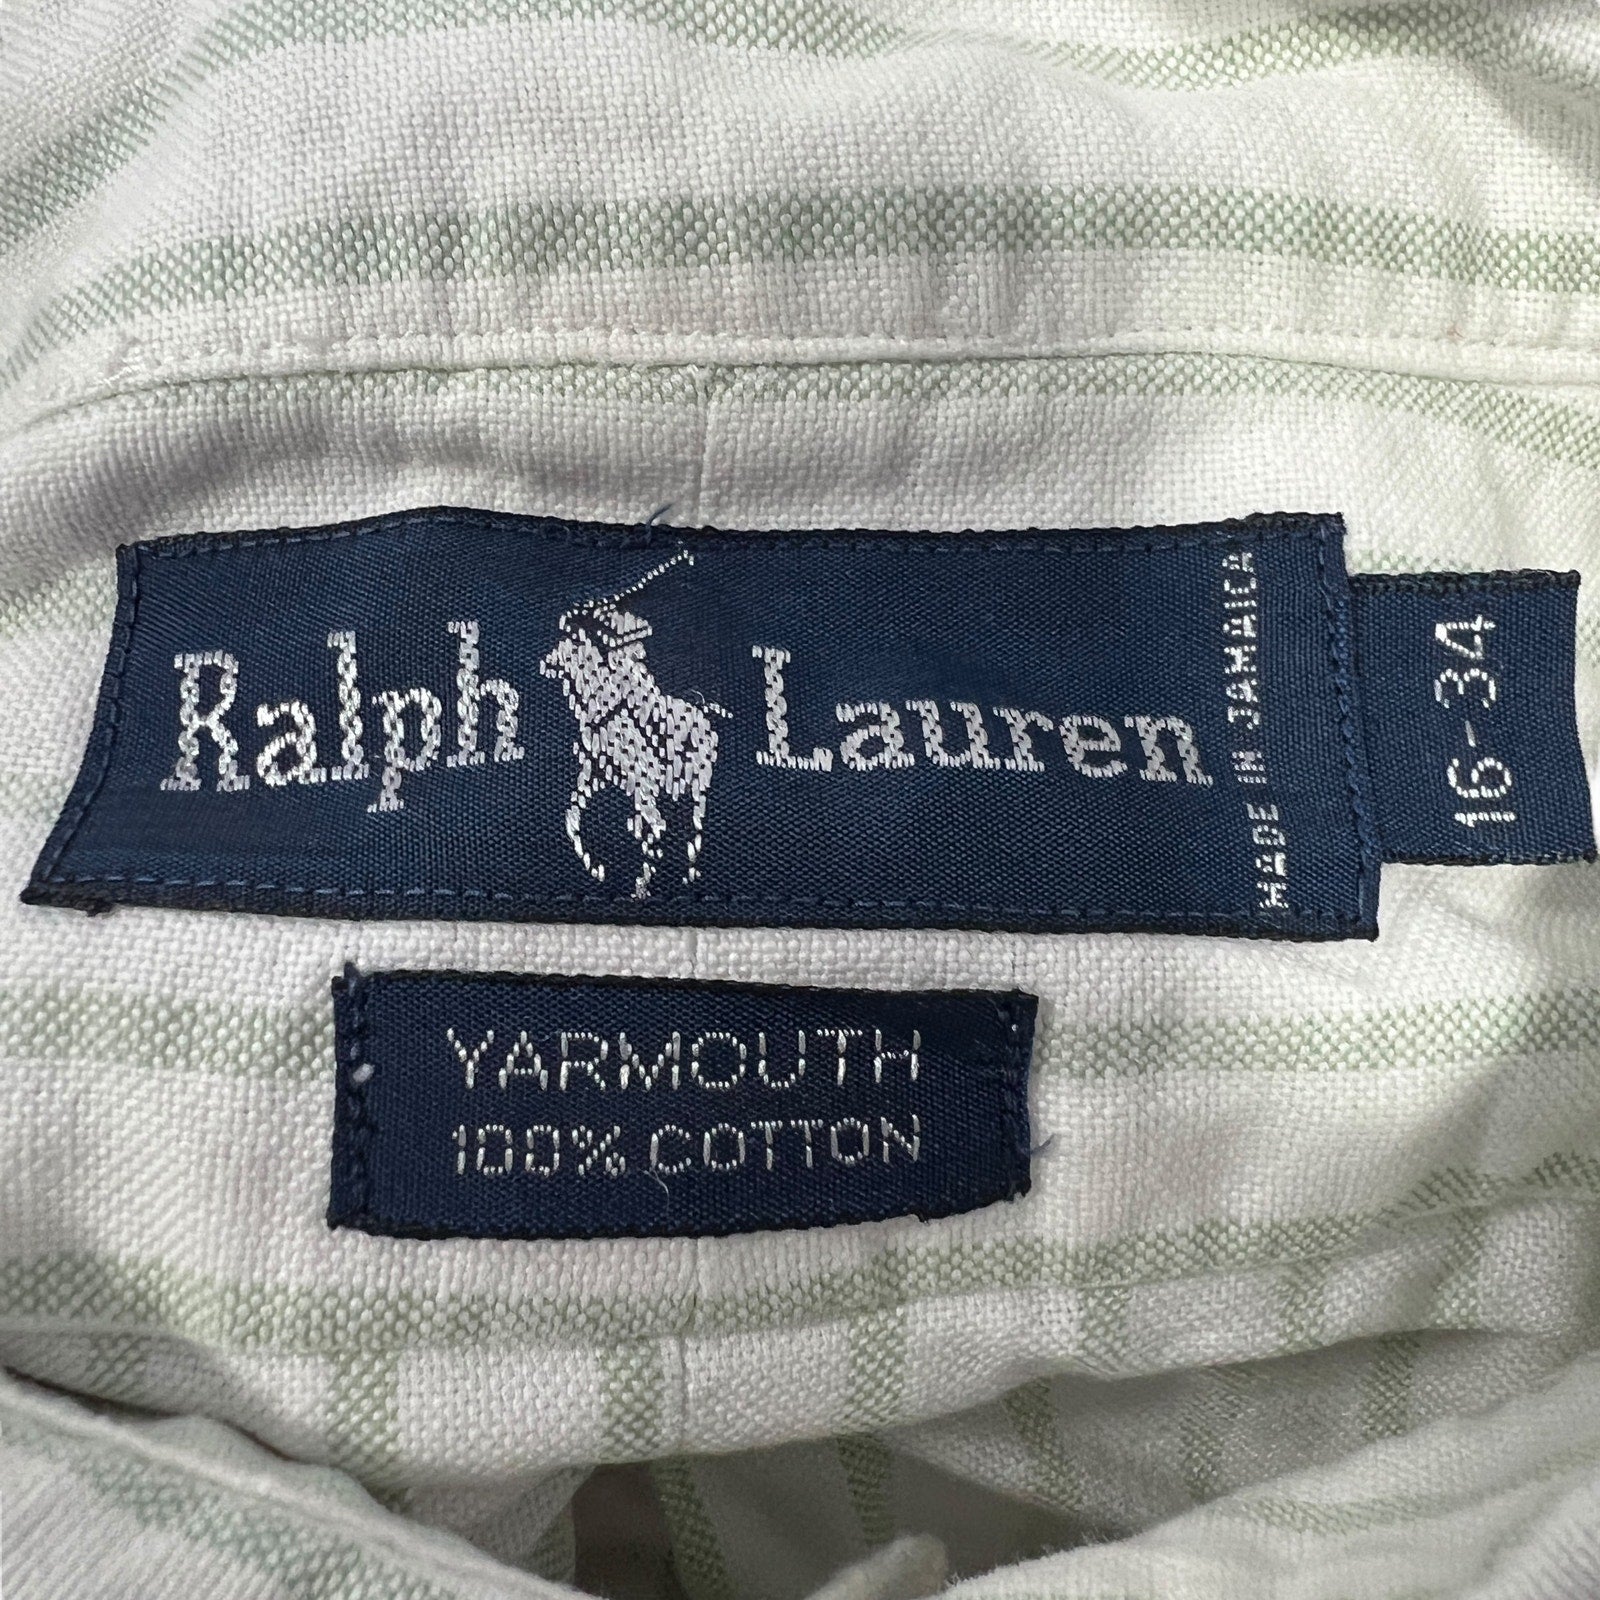 Ralph Lauren
MADE IN JAMAICA
16-34
YARMOUTH
100% COTTON